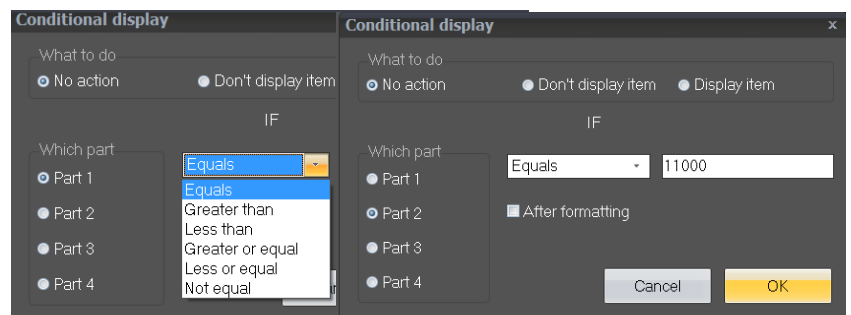 Conditional display
What to do
No action Don't display item
IF
Which part
Equals
Part 1
Equals
Greater than
Part 2
Less than
Part 3
Greater or equal
Less or equal
Part 4
Not equal
Conditional display x
What to do
No action Don't display item Display item
IF
Which part
Equals 11000
Part 1
Part 2 After formatting
Part 3
Part 4
Cancel OK